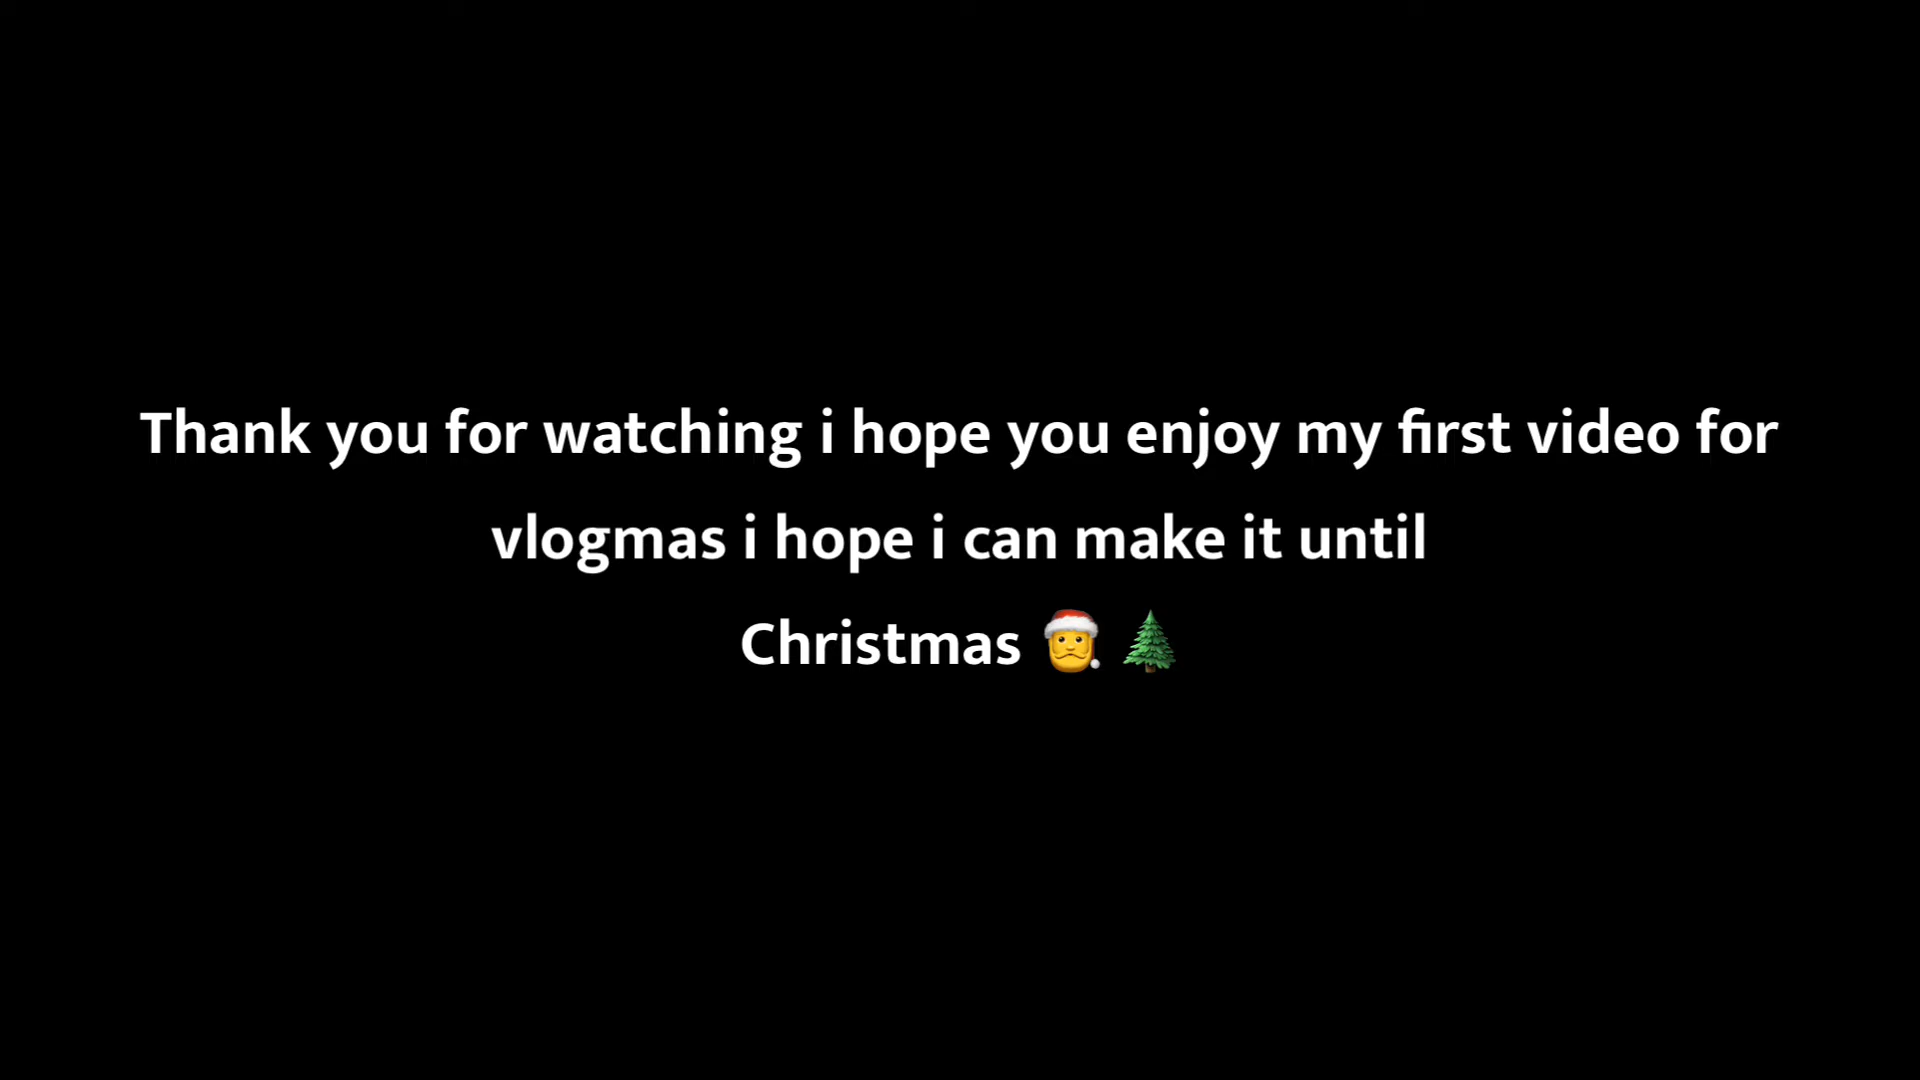 Thank you for watching i hope you enjoy my first video for
vlogmas i hope i can make it until
Christmas 🎅 🌲